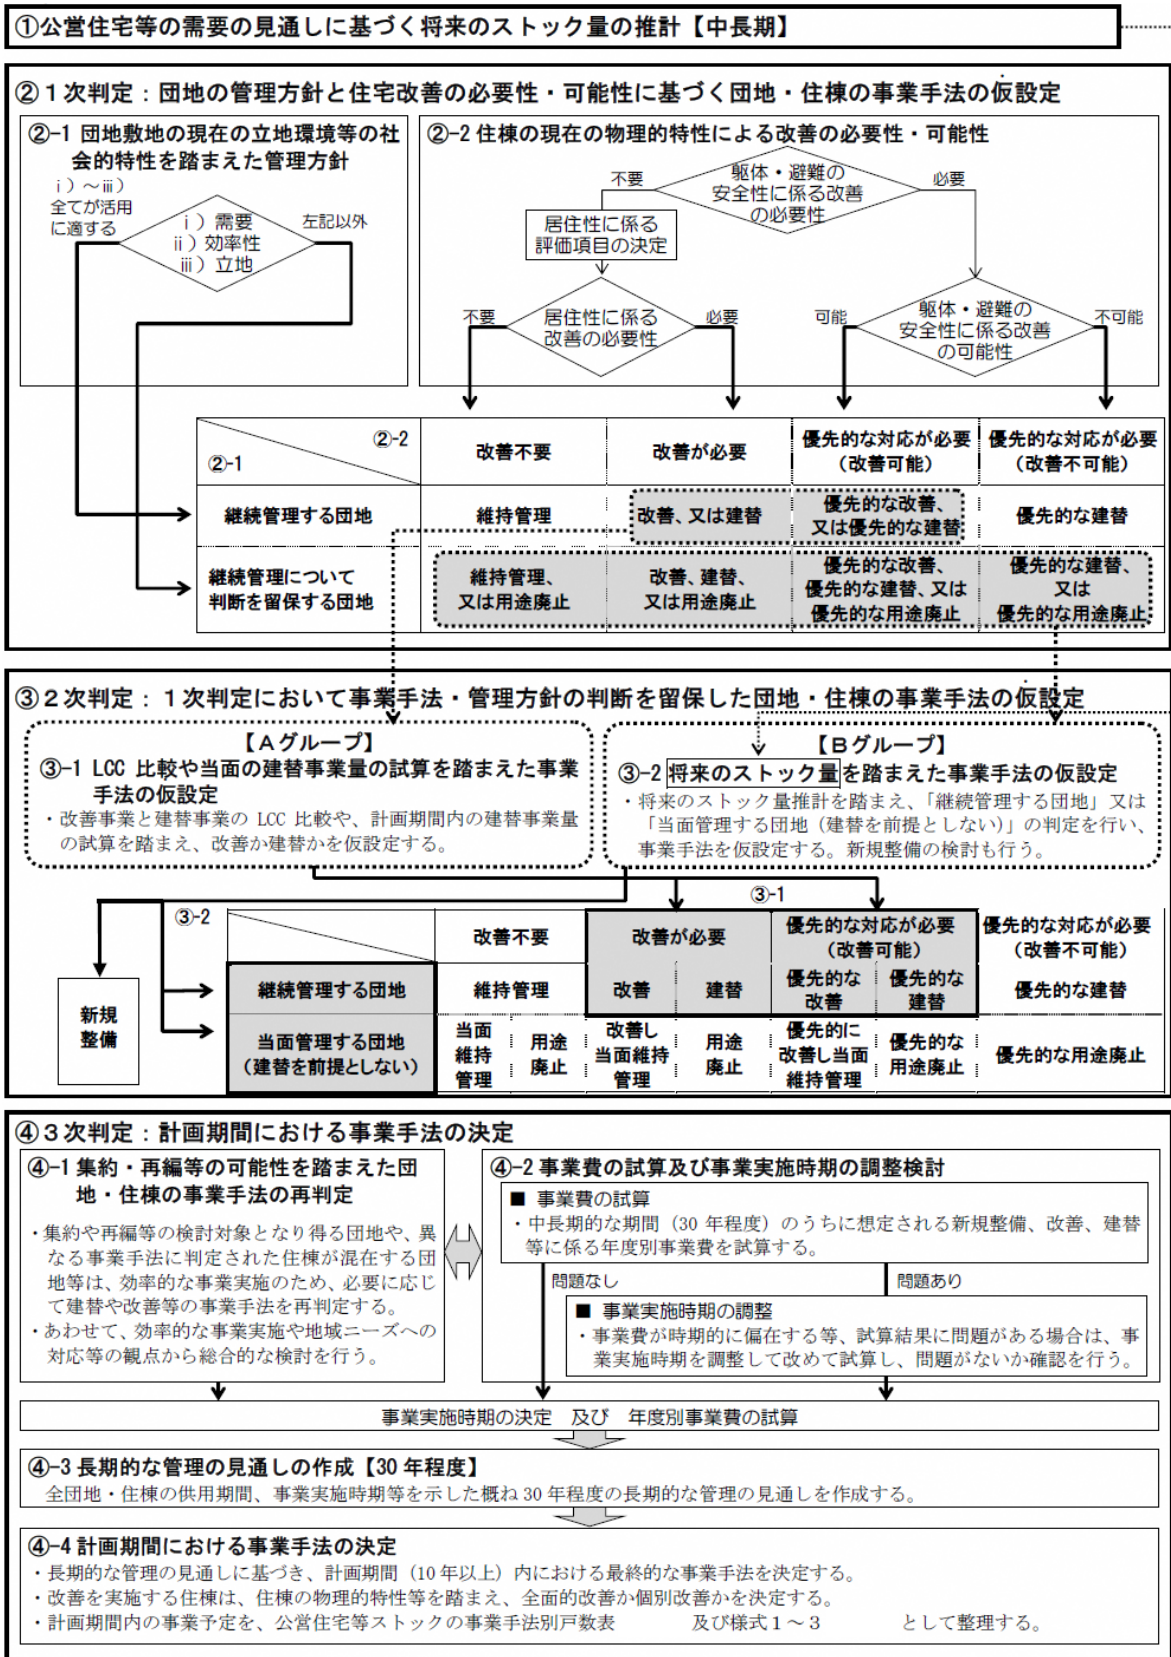 ①公営住宅等の需要の見通しに基づく将来のストック量の推計【中長期】
②１次判定：団地の管理方針と住宅改善の必要性・可能性に基づく団地・住棟の事業手法の仮設定
②-1 団地敷地の現在の立地環境等の社
会的特性を踏まえた管理方針
ⅰ）～ⅲ）
全てが活用
に適する
ⅰ）需要
ⅱ）効率性
ⅲ）立地
左記以外
②-2 住棟の現在の物理的特性による改善の必要性・可能性
不要
躯体・避難の
安全性に係る改善
の必要性
必要
居住性に係る
評価項目の決定
不要
居住性に係る
改善の必要性
必要
可能
躯体・避難の
安全性に係る改善
の可能性
不可能
②-2
②-1
改善不要
改善が必要
優先的な対応が必要
（改善可能）
優先的な対応が必要
（改善不可能）
継続管理する団地
維持管理
改善、又は建替
優先的な改善、
又は優先的な建替
優先的な建替
継続管理について
判断を留保する団地
維持管理、
又は用途廃止
改善、建替、
又は用途廃止
優先的な改善、
優先的な建替、又は
優先的な用途廃止
優先的な建替、
又は
優先的な用途廃止
③２次判定：１次判定において事業手法・管理方針の判断を留保した団地・住棟の事業手法の仮設定
【Ａグループ】
③-1 LCC 比較や当面の建替事業量の試算を踏まえた事業
手法の仮設定
・改善事業と建替事業の LCC 比較や、計画期間内の建替事業量
の試算を踏まえ、改善か建替かを仮設定する。
【Ｂグループ】
③-2 将来のストック量を踏まえた事業手法の仮設定
・将来のストック量推計を踏まえ、「継続管理する団地」又は
「当面管理する団地（建替を前提としない）」の判定を行い、
事業手法を仮設定する。新規整備の検討も行う。
③-1
③-2
新規
整備
改善不要
改善が必要
優先的な対応が必要
（改善可能）
優先的な対応が必要
（改善不可能）
継続管理する団地
維持管理
改善
建替
優先的な
改善
優先的な
建替
優先的な建替
当面管理する団地
（建替を前提としない）
当面
維持
管理
用途
廃止
改善し
当面維持
管理
用途
廃止
優先的に
改善し当面
維持管理
優先的な
用途廃止
優先的な用途廃止
④３次判定：計画期間における事業手法の決定
④-1 集約・再編等の可能性を踏まえた団
地・住棟の事業手法の再判定
・集約や再編等の検討対象となり得る団地や、異
なる事業手法に判定された住棟が混在する団
地等は、効率的な事業実施のため、必要に応じ
て建替や改善等の事業手法を再判定する。
・あわせて、効率的な事業実施や地域ニーズへの
対応等の観点から総合的な検討を行う。
④-2 事業費の試算及び事業実施時期の調整検討
■ 事業費の試算
・中長期的な期間（30 年程度）のうちに想定される新規整備、改善、建替
等に係る年度別事業費を試算する。
問題なし
問題あり
■ 事業実施時期の調整
・事業費が時期的に偏在する等、試算結果に問題がある場合は、事
業実施時期を調整して改めて試算し、問題がないか確認を行う。
事業実施時期の決定　及び　年度別事業費の試算
④-3 長期的な管理の見通しの作成【30 年程度】
全団地・住棟の供用期間、事業実施時期等を示した概ね 30 年程度の長期的な管理の見通しを作成する。
④-4 計画期間における事業手法の決定
・長期的な管理の見通しに基づき、計画期間（10 年以上）内における最終的な事業手法を決定する。
・改善を実施する住棟は、住棟の物理的特性等を踏まえ、全面的改善か個別改善かを決定する。
・計画期間内の事業予定を、公営住宅等ストックの事業手法別戸数表　　　　及び様式１～３　　　　として整理する。